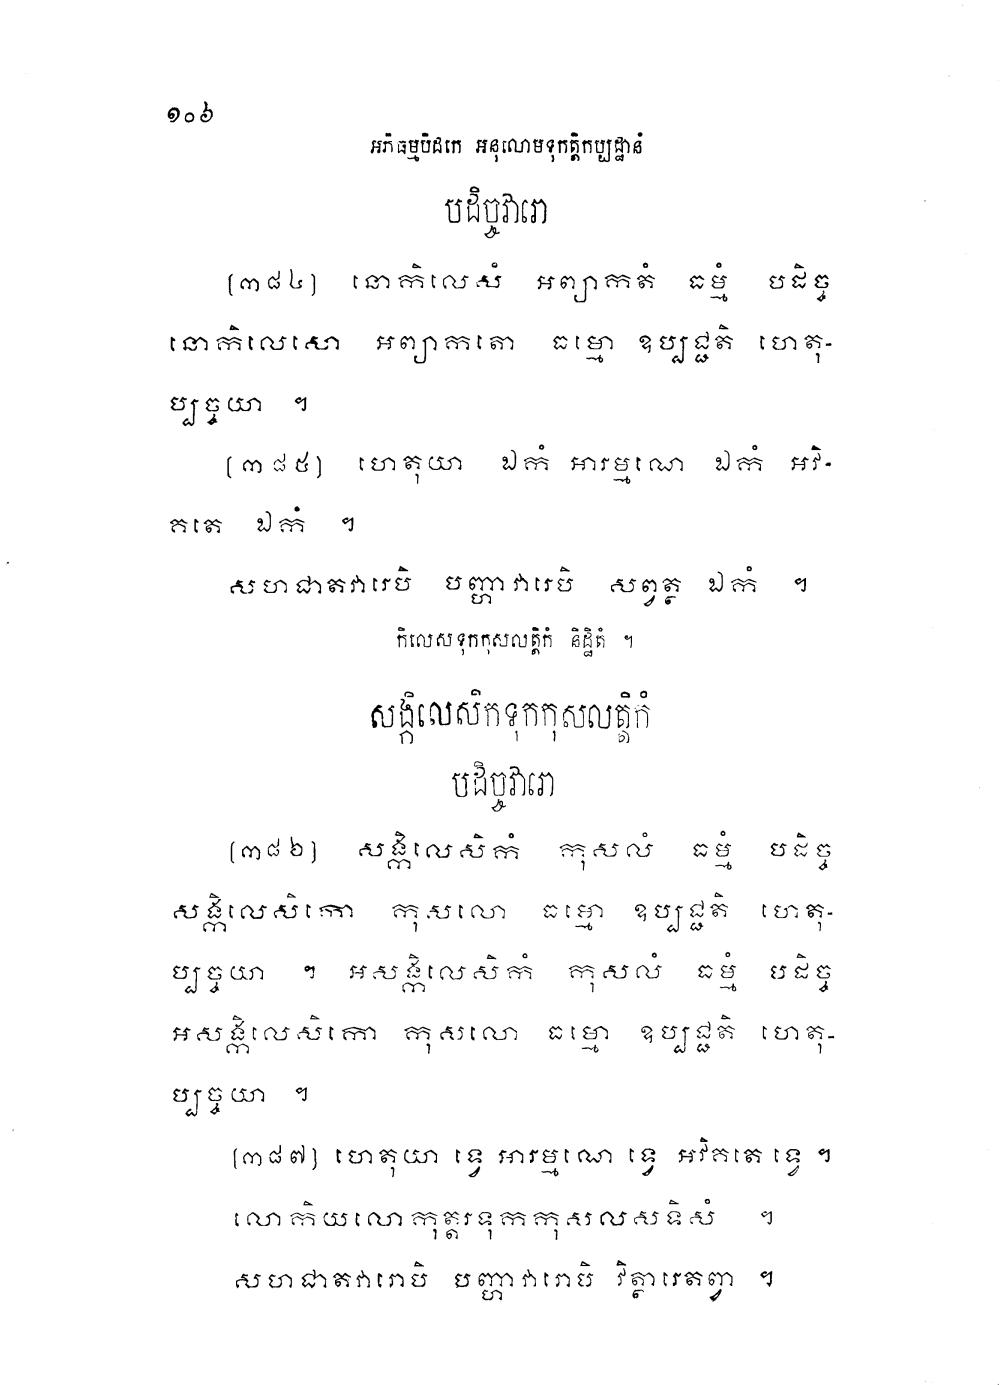 ១០៦
អភិធម្មបិដកេ អនុលោមទុកត្តិកប្បដ្ឋានំ
បដិច្ចវារោ
(៣៨៤) នោកិលេសំ អព្យាកតំ ធម្មំ បដិច្ច
នោកិលេសោ អព្យាកតោ ធម្មោ ឧប្បជ្ជតិ ហេតុ-
ប្បច្ចយា ។
(៣៨៥) ហេតុយា ឯកំ អារម្មណេ ឯកំ អវិ-
គតេ ឯកំ ។
សហជាតវារេបិ បញ្ហាវារេបិ សព្វត្ថ ឯកំ ។
កិលេសទុកកុសលត្តិកំ និដ្ឋិតំ ។
សង្កិលេសិកទុកកុសលត្តិកំ
បដិច្ចវារោ
(៣៨៦) សង្កិលេសិកំ កុសលំ ធម្មំ បដិច្ច
សង្កិលេសិកោ កុសលោ ធម្មោ ឧប្បជ្ជតិ ហេតុ-
ប្បច្ចយា ។ អសង្កិលេសិកំ កុសលំ ធម្មំ បដិច្ច
អសង្កិលេសិកោ កុសលោ ធម្មោ ឧប្បជ្ជតិ ហេតុ-
ប្បច្ចយា ។
(៣៨៧) ហេតុយា ទ្វេ អារម្មណេ ទ្វេ អវិគតេ ទ្វេ ។
លោកិយលោកុត្តរទុកកុសលសទិសំ ។
សហជាតវារោបិ បញ្ហាវារោបិ វិត្ថារេតព្វា ។